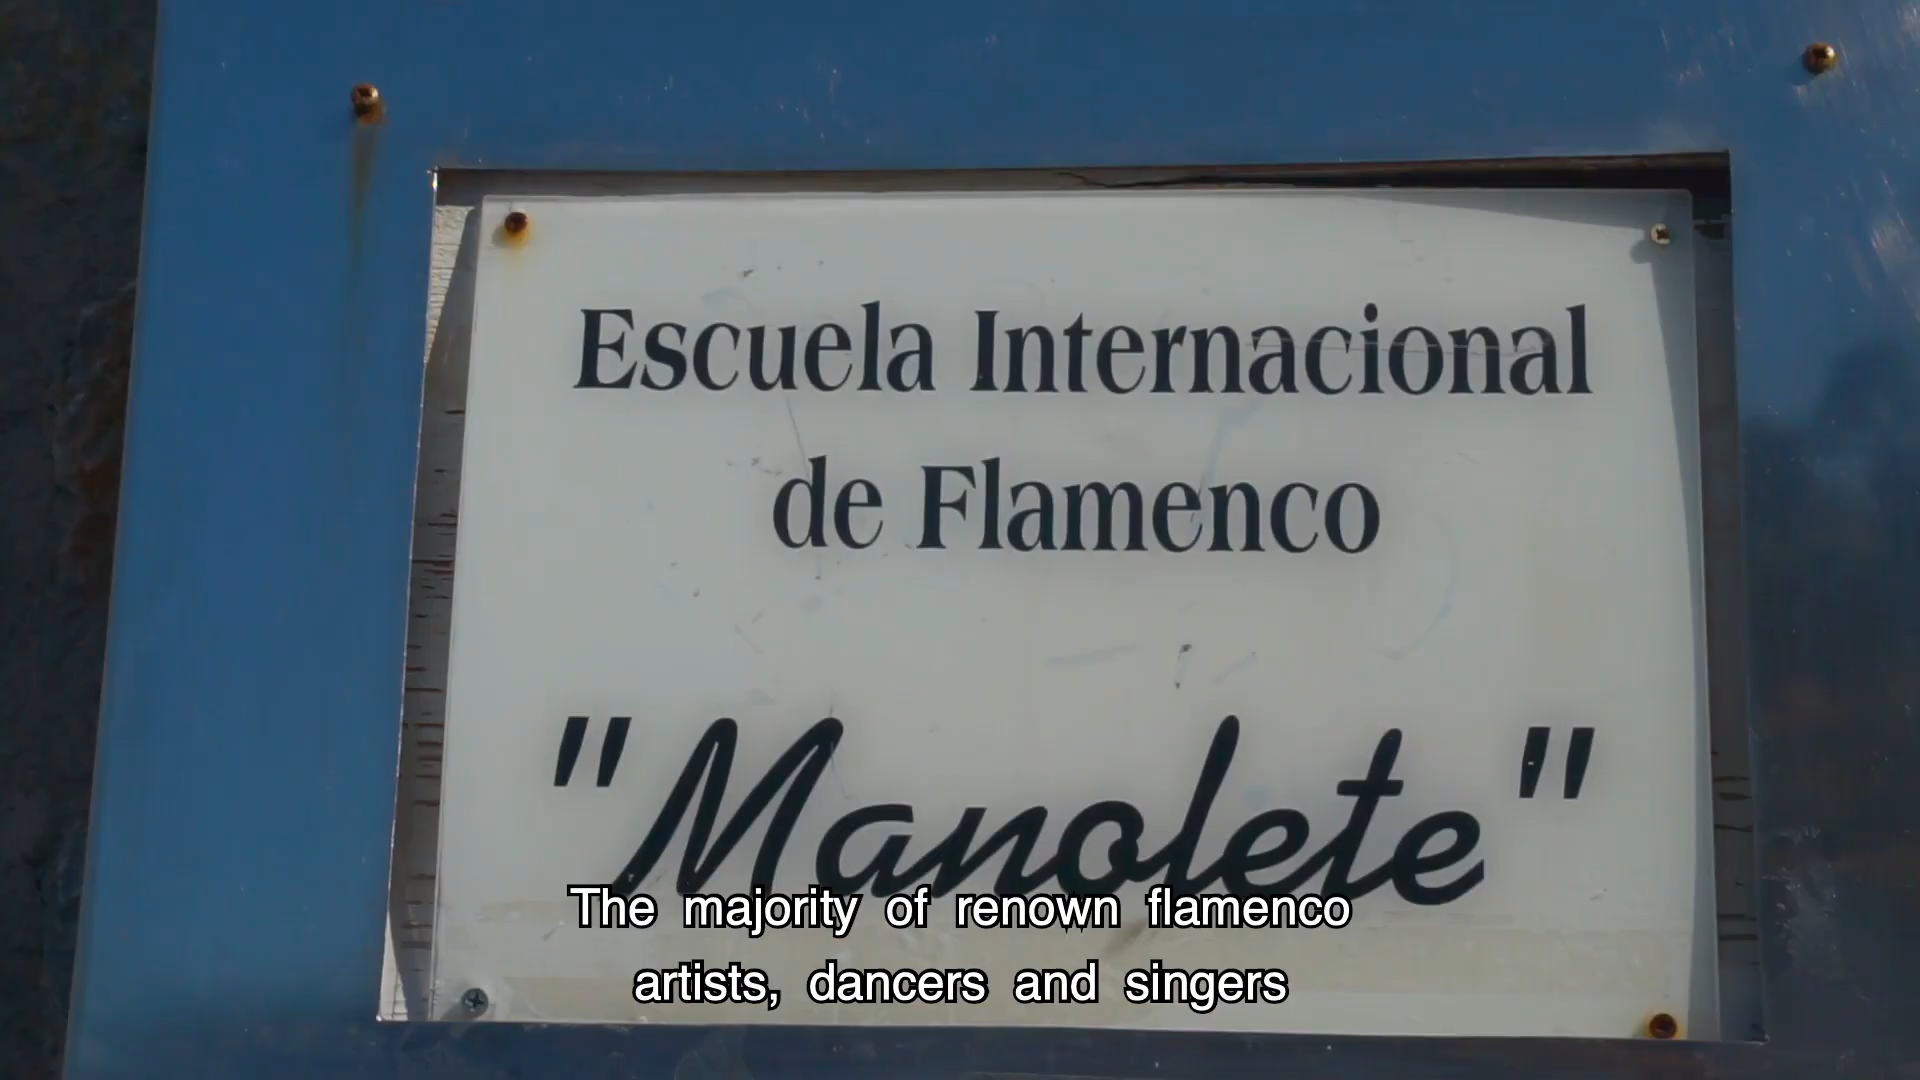 Escuela Internacional
de Flamenco
"Manolete"
The majority of renown flamenco
artists, dancers and singers